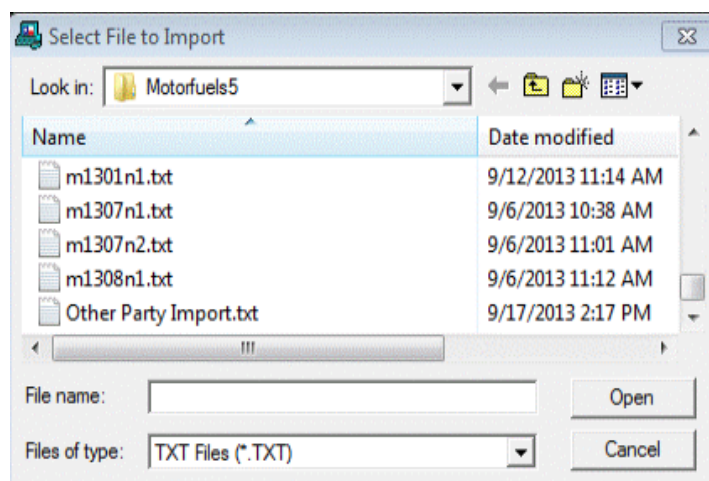 Select File to Import
Look in: Motorfuels5
Name Date modified
m1301n1.txt 9/12/2013 11:14 AM
m1307n1.txt 9/6/2013 10:38 AM
m1307n2.txt 9/6/2013 11:01 AM
m1308n1.txt 9/6/2013 11:12 AM
Other Party Import.txt 9/17/2013 2:17 PM
File name: Open
Files of type: TXT Files (*.TXT) Cancel